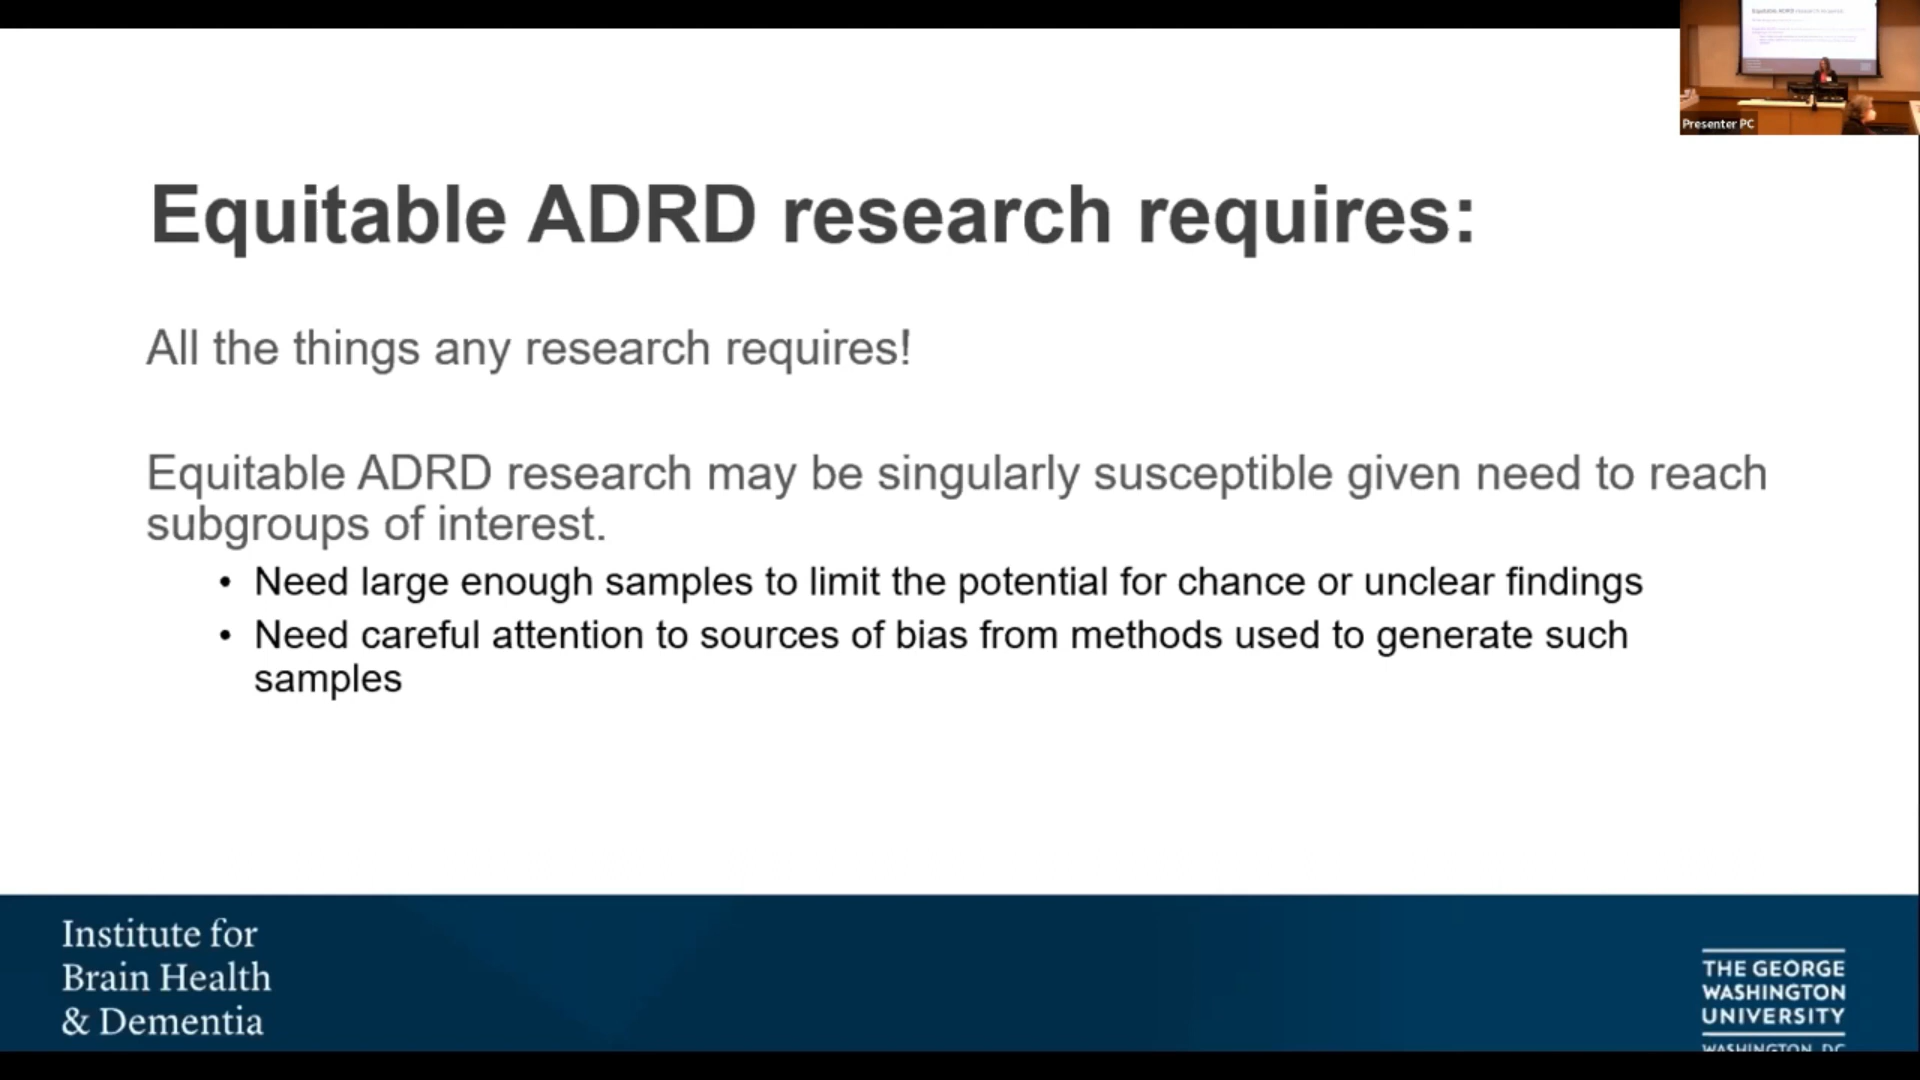 Presenter PC
Equitable ADRD research requires:
All the things any research requires!
Equitable ADRD research may be singularly susceptible given need to reach
subgroups of interest.
• Need large enough samples to limit the potential for chance or unclear findings
• Need careful attention to sources of bias from methods used to generate such
samples
Institute for
Brain Health
& Dementia
THE GEORGE
WASHINGTON
UNIVERSITY
WASHINGTON, DC